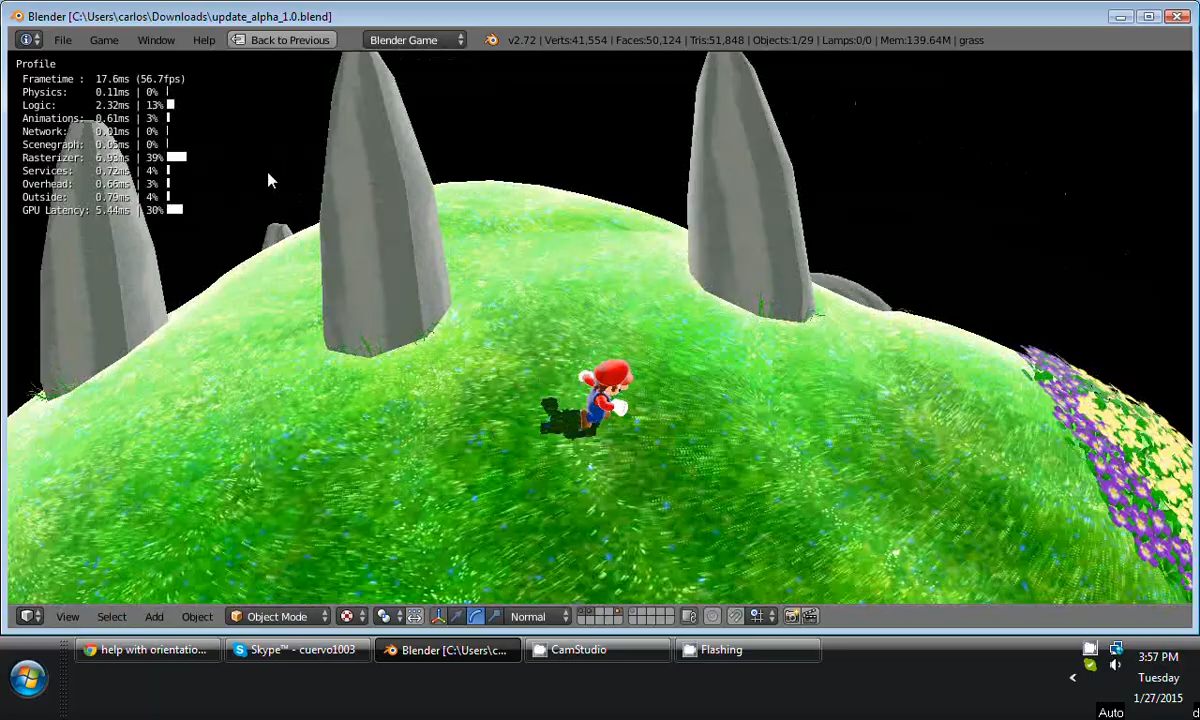 Blender [C:\Users\carlos\Downloads\update_alpha_1.0.blend]
File Game Window Help Back to Previous Blender Game v2.72 | Verts:41,554 | Faces:50,124 | Tris:51,848 | Objects:1/29 | Lamps:0/0 | Mem:139.64M | grass
Profile
Frametime : 17.6ms (56.7fps)
Physics: 0.11ms | 0%
Logic: 2.32ms | 13%
Animations: 0.61ms | 3%
Network: 0.01ms | 0%
Scenegraph: 0.05ms | 0%
Rasterizer: 6.93ms | 39%
Services: 0.72ms | 4%
Overhead: 0.66ms | 3%
Outside: 0.79ms | 4%
GPU Latency: 5.44ms | 30%
View Select Add Object Object Mode Normal
help with orientatio... Skype™ - cuervo1003 Blender [C:\Users\c... CamStudio Flashing
3:57 PM
Tuesday
1/27/2015
Auto